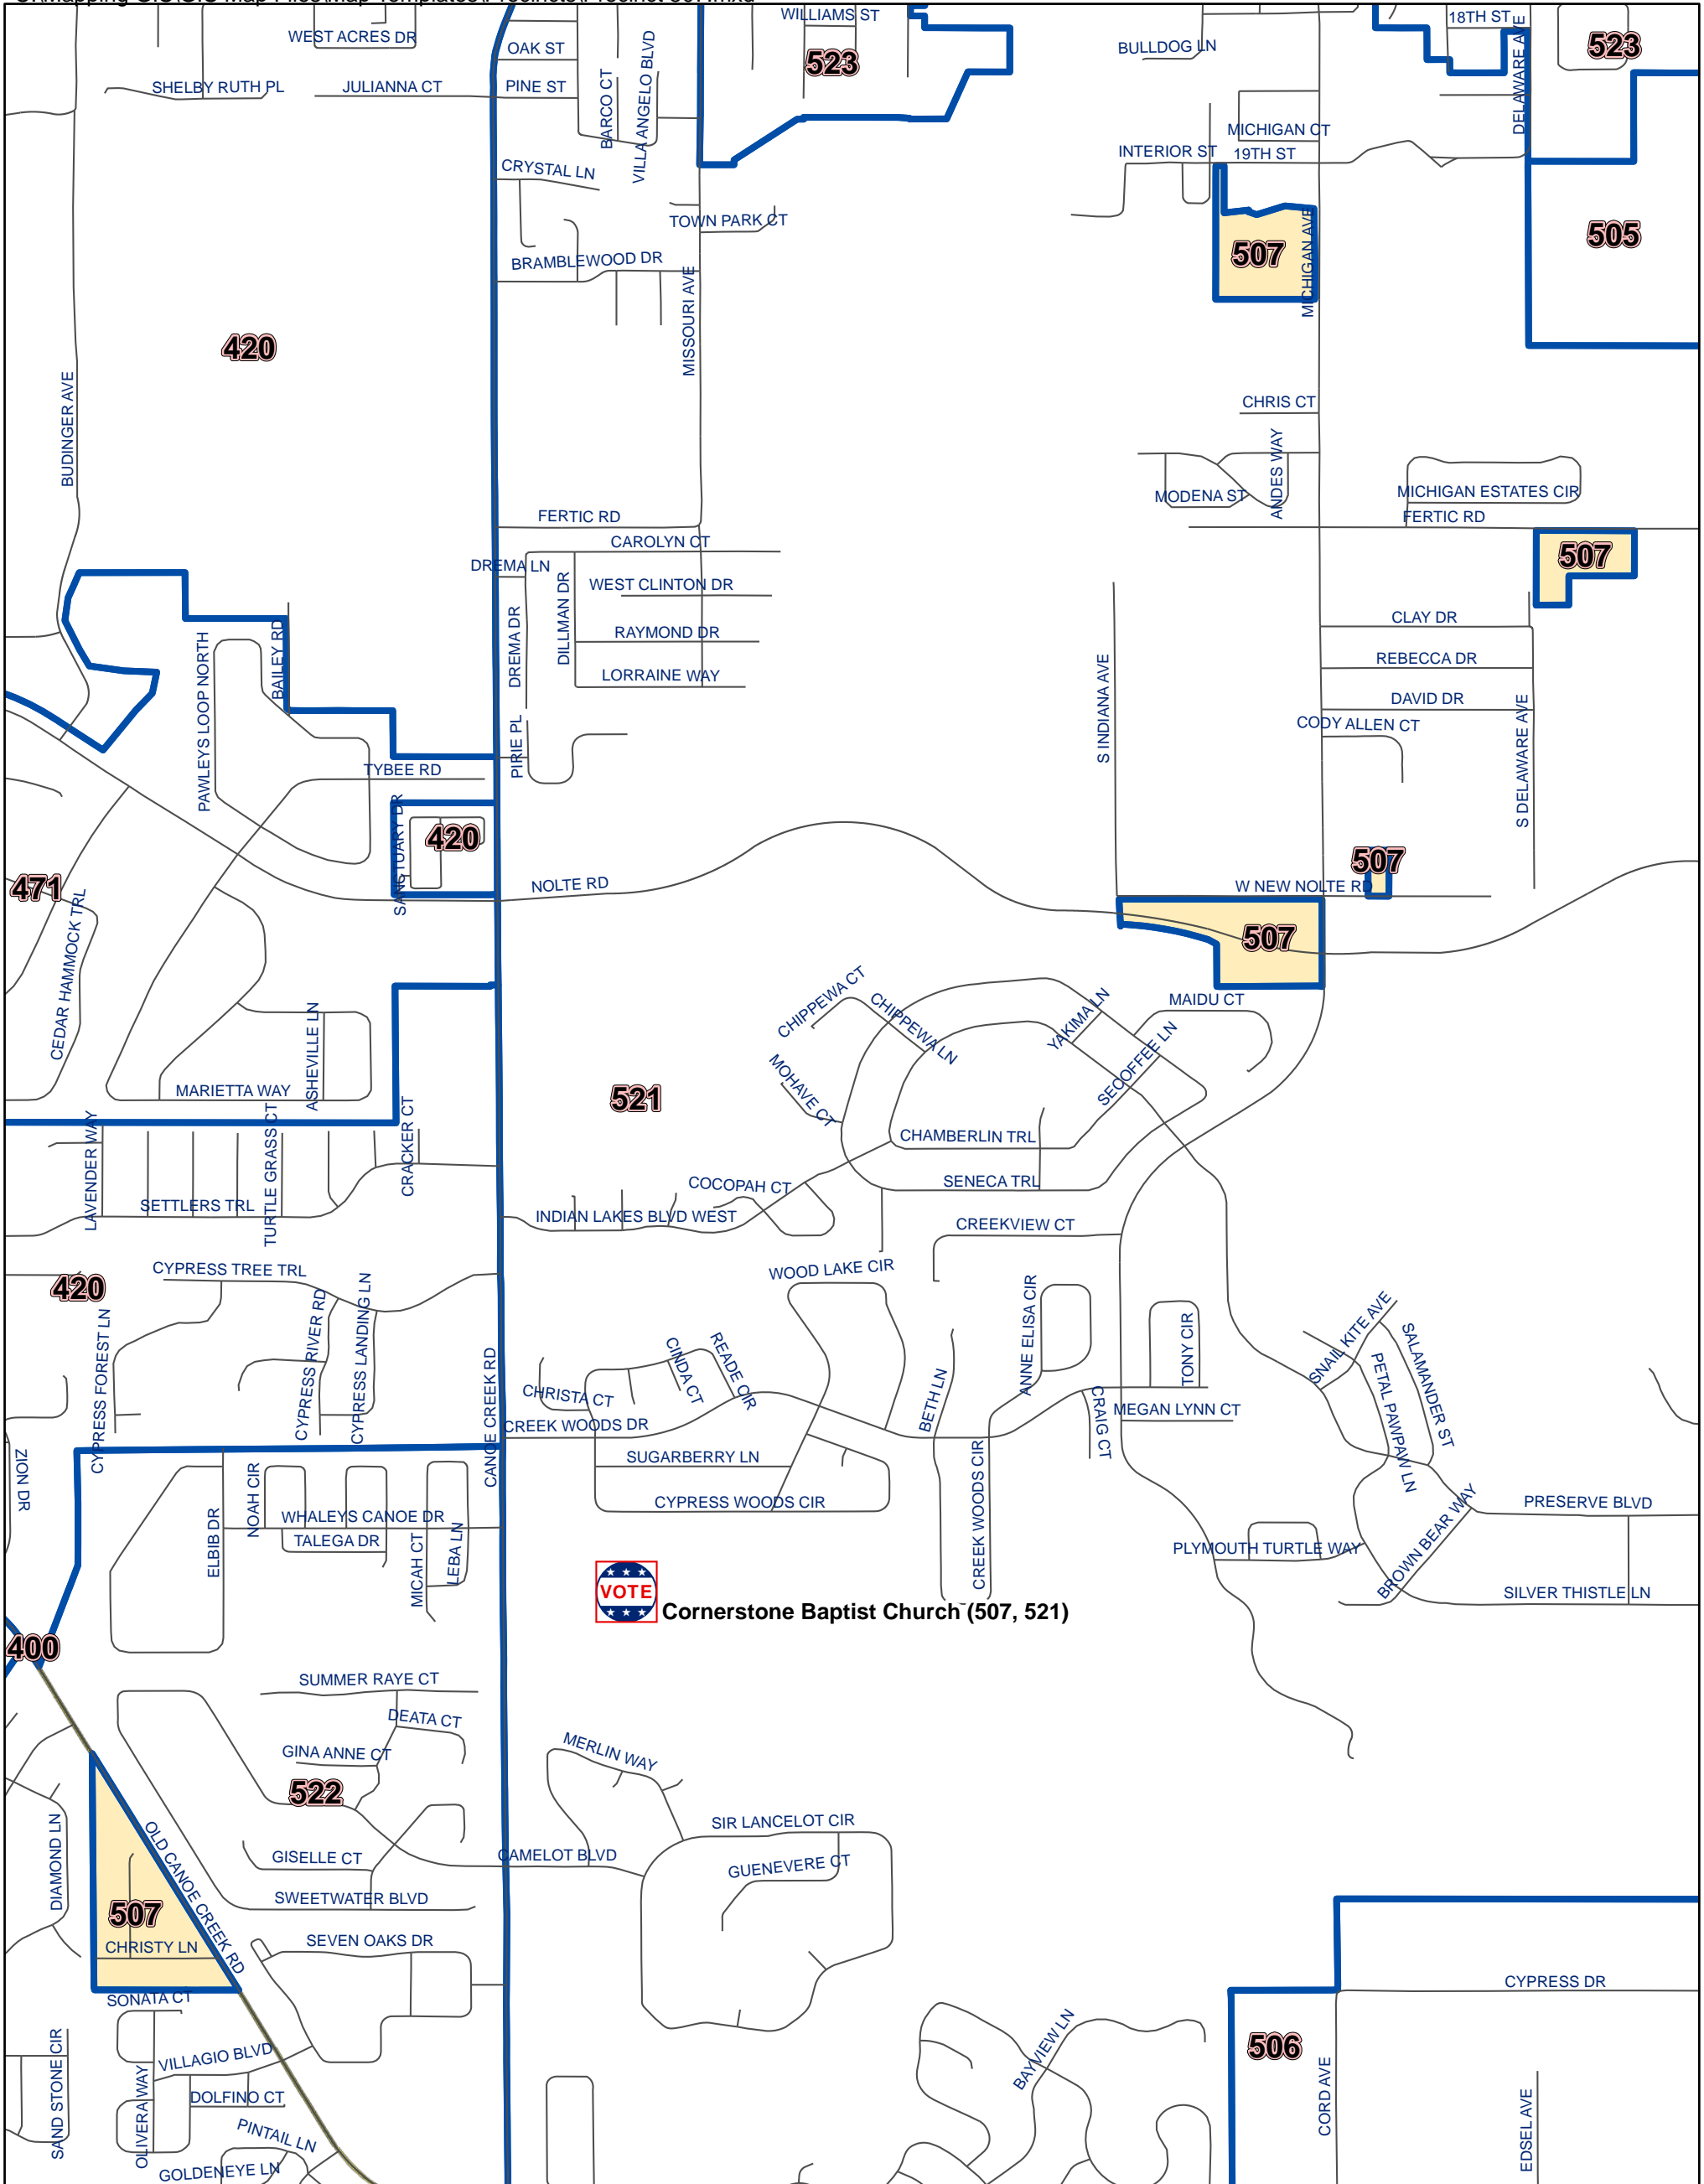 WEST ACRES DR
OAK ST
WILLIAMS ST
523
BULLDOG LN
18TH ST
DELAWARE AVE
523
SHELBY RUTH PL
JULIANNA CT
PINE ST
BARCO CT
VILLA ANGELO BLVD
MICHIGAN CT
INTERIOR ST
19TH ST
CRYSTAL LN
TOWN PARK CT
BRAMBLEWOOD DR
MISSOURI AVE
507
MICHIGAN AVE
505
420
BUDINGER AVE
CHRIS CT
MODENA ST
ANDES WAY
MICHIGAN ESTATES CIR
FERTIC RD
FERTIC RD
CAROLYN CT
DREMA LN
WEST CLINTON DR
507
DREMA DR
DILLMAN DR
RAYMOND DR
LORRAINE WAY
CLAY DR
REBECCA DR
DAVID DR
CODY ALLEN CT
S INDIANA AVE
S DELAWARE AVE
PAWLEYS LOOP NORTH
BAILEY RD
PIRIE PL
TYBEE RD
SANCTUARY DR
420
471
CEDAR HAMMOCK TRL
NOLTE RD
507
W NEW NOLTE RD
507
CHIPPEWA CT
CHIPPEWA LN
YAKIMA LN
MAIDU CT
SECOFFEE LN
MOHAVE CT
ASHEVILLE LN
MARIETTA WAY
521
CHAMBERLIN TRL
LAVENDER WAY
TURTLE GRASS CT
CRACKER CT
SETTLERS TRL
COCOPAH CT
SENECA TRL
INDIAN LAKES BLVD WEST
CREEKVIEW CT
CYPRESS TREE TRL
WOOD LAKE CIR
420
CYPRESS FOREST LN
CYPRESS RIVER RD
CYPRESS LANDING LN
ANNE ELISA CIR
TONY CIR
SNAIL KITE AVE
SALAMANDER ST
PETAL PAWPAW LN
CINDA CT
READE CIR
CHRISTA CT
BETH LN
CRAIG CT
MEGAN LYNN CT
CANOE CREEK RD
CREEK WOODS DR
SUGARBERRY LN
CYPRESS WOODS CIR
CREEK WOODS CIR
ZION DR
NOAH CIR
ELBIB DR
WHALEYS CANOE DR
TALEGA DR
MICAH CT
LEBA LN
PRESERVE BLVD
PLYMOUTH TURTLE WAY
BROWN BEAR WAY
SILVER THISTLE LN
VOTE
Cornerstone Baptist Church (507, 521)
400
SUMMER RAYE CT
DEATA CT
GINA ANNE CT
MERLIN WAY
522
SIR LANCELOT CIR
DIAMOND LN
OLD CANOE CREEK RD
GISELLE CT
CAMELOT BLVD
GUENEVERE CT
SWEETWATER BLVD
507
CHRISTY LN
SEVEN OAKS DR
SONATA CT
CYPRESS DR
506
SAND STONE CIR
VILLAGIO BLVD
BAYVIEW LN
CORD AVE
OLIVERA WAY
DOLFINO CT
EDSEL AVE
PINTAIL LN
GOLDENEYE LN